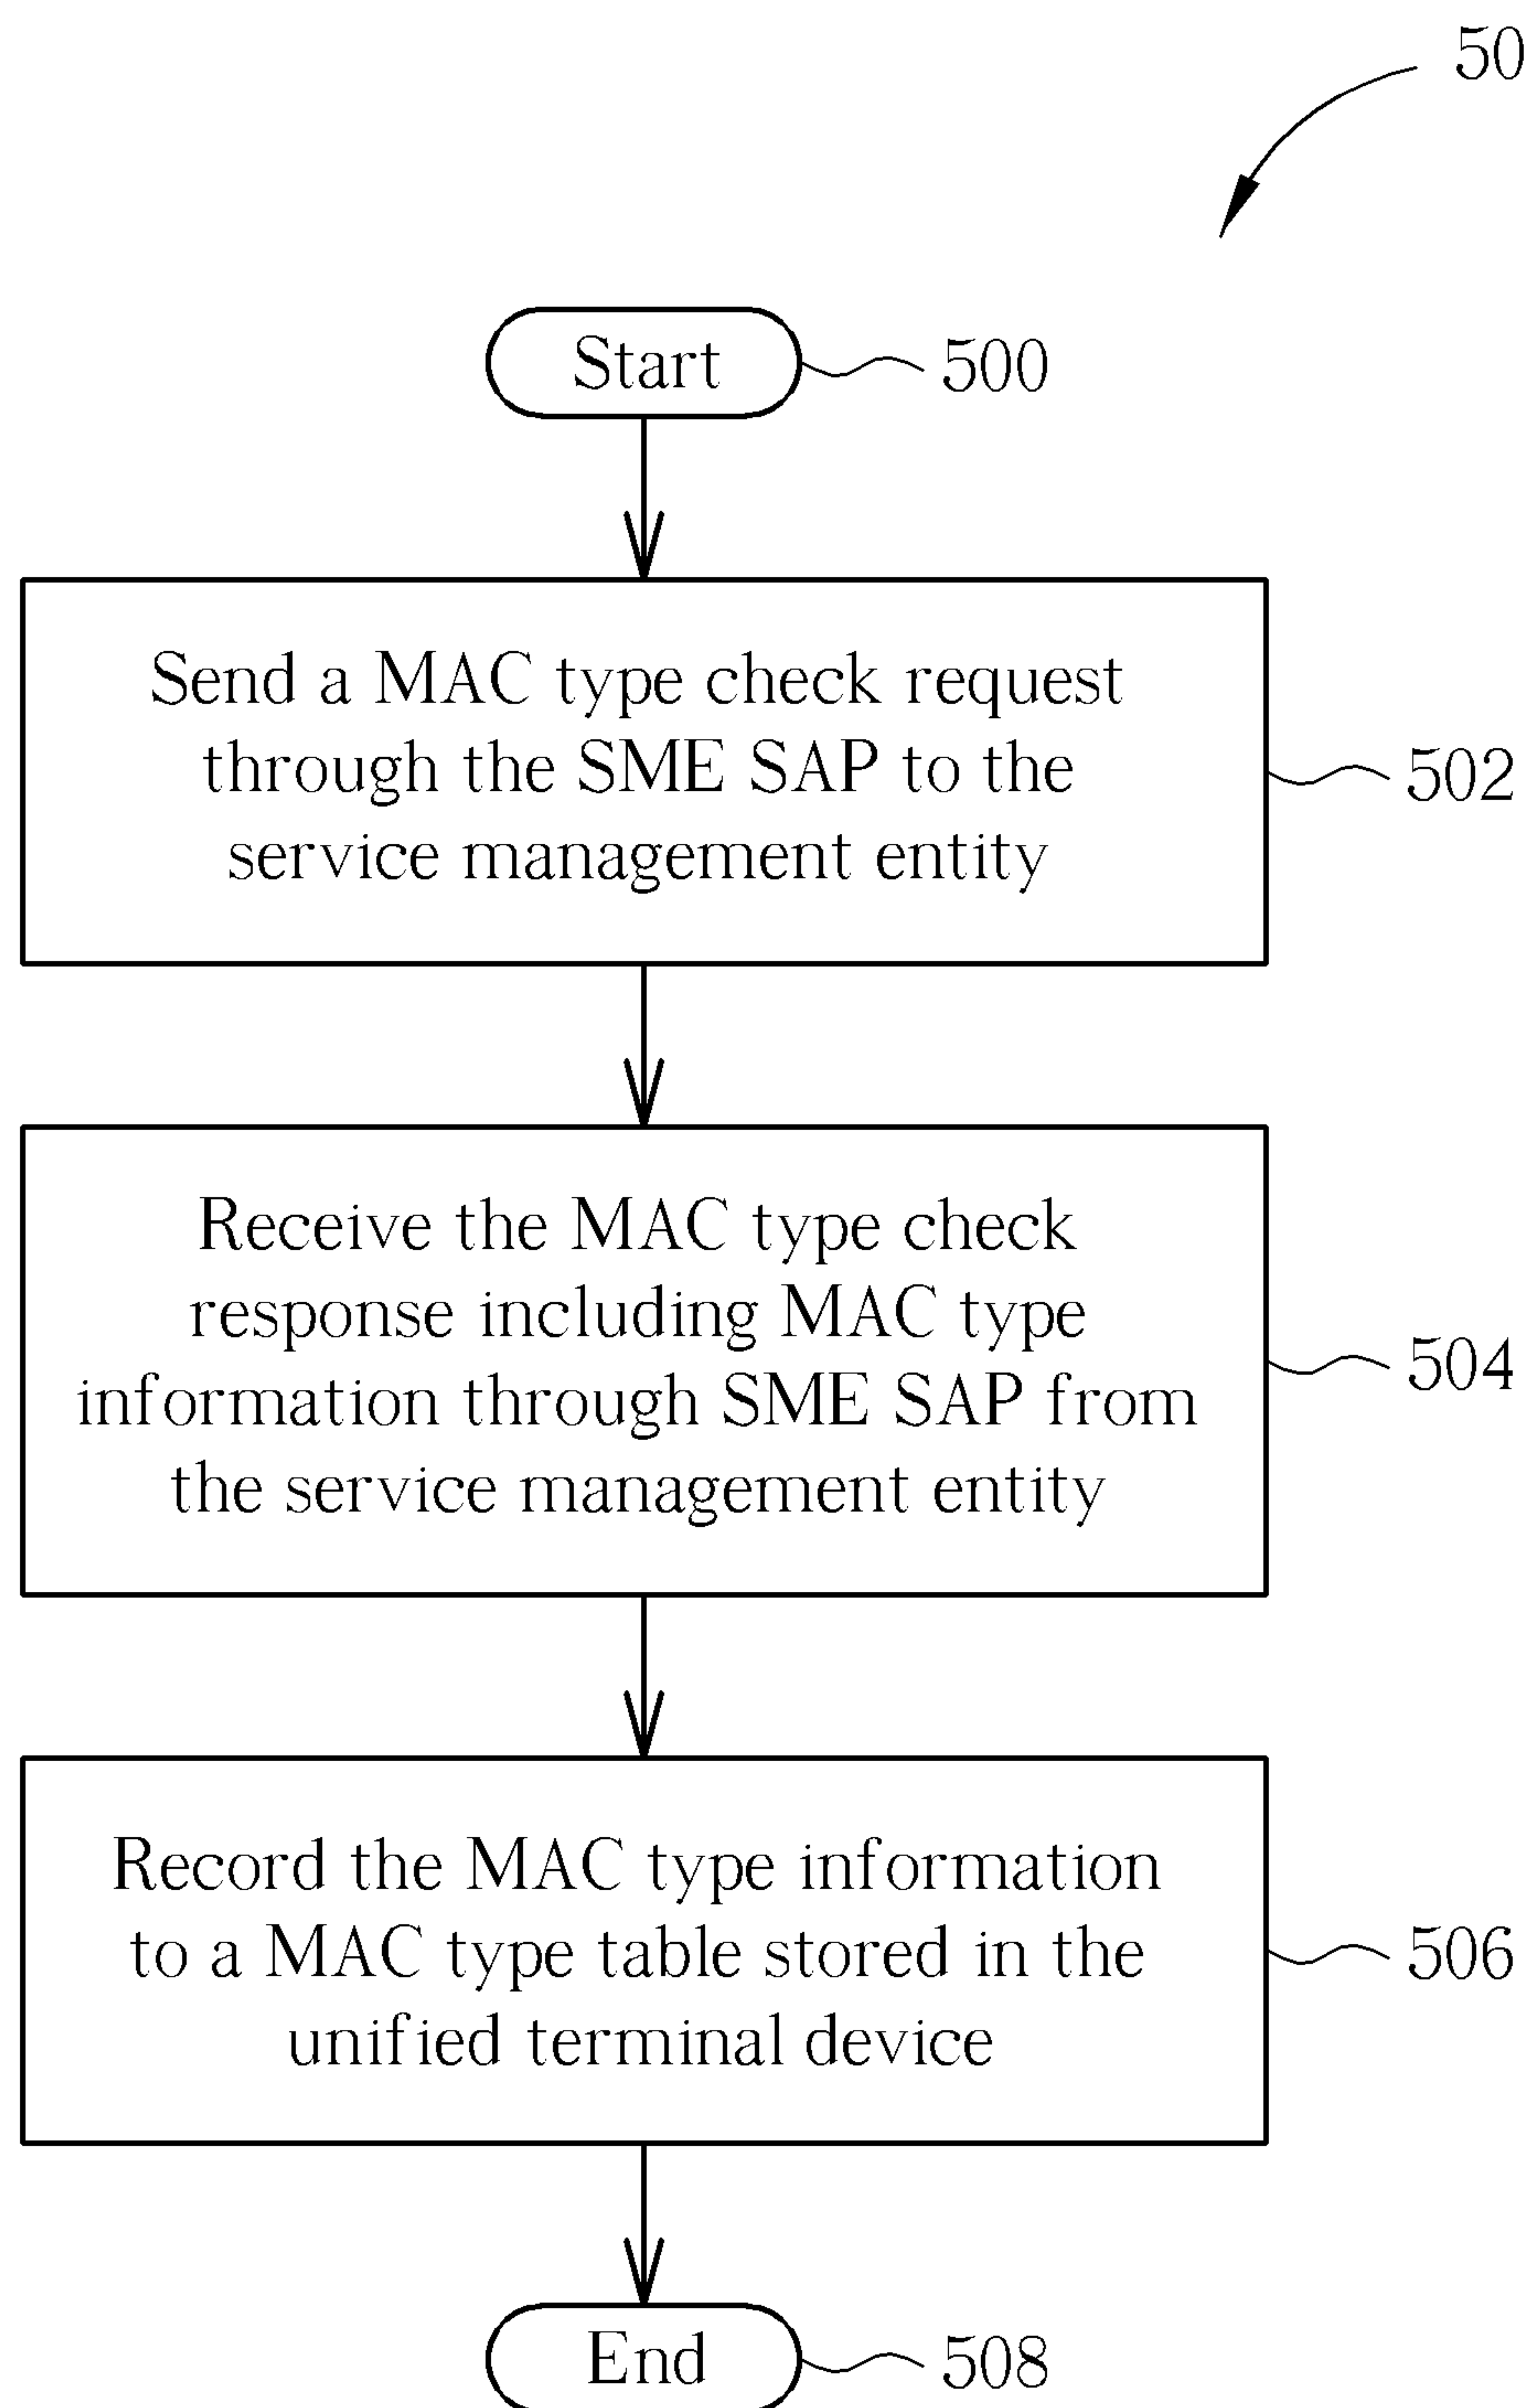 50
Start
500
Send a MAC type check request
through the SME SAP to the
service management entity
502
Receive the MAC type check
response including MAC type
information through SME SAP from
the service management entity
504
Record the MAC type information
to a MAC type table stored in the
unified terminal device
506
End
508